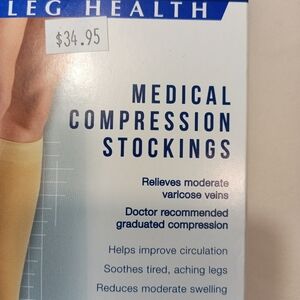 LEG HEALTH
$34.95
MEDICAL
COMPRESSION
STOCKINGS
Relieves moderate
varicose veins
Doctor recommended
graduated compression
Helps improve circulation
Soothes tired, aching legs
Reduces moderate swelling